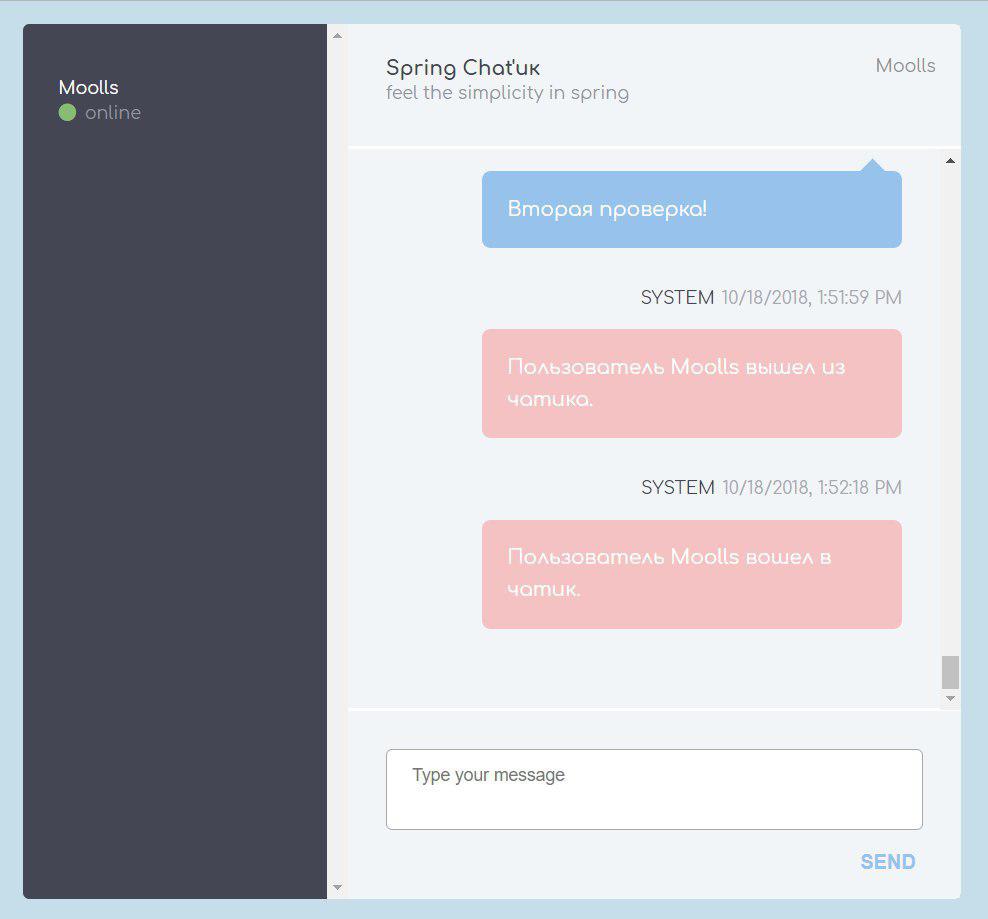 Moolls
online
Spring Chat'ик
feel the simplicity in spring
Moolls
Вторая проверка!
SYSTEM 10/18/2018, 1:51:59 PM
Пользователь Moolls вышел из
чатика.
SYSTEM 10/18/2018, 1:52:18 PM
Пользователь Moolls вошел в
чатик.
Type your message
SEND